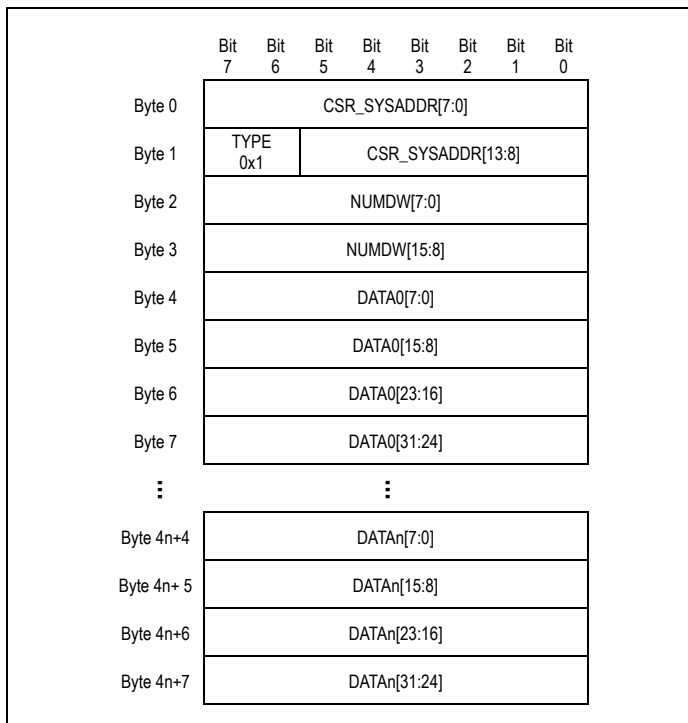 Bit Bit Bit Bit Bit Bit Bit Bit
7 6 5 4 3 2 1 0
Byte 0 CSR_SYSADDR[7:0]
Byte 1 TYPE 0x1 CSR_SYSADDR[13:8]
Byte 2 NUMDW[7:0]
Byte 3 NUMDW[15:8]
Byte 4 DATA0[7:0]
Byte 5 DATA0[15:8]
Byte 6 DATA0[23:16]
Byte 7 DATA0[31:24]
⋮ ⋮
Byte 4n+4 DATAn[7:0]
Byte 4n+ 5 DATAn[15:8]
Byte 4n+6 DATAn[23:16]
Byte 4n+7 DATAn[31:24]